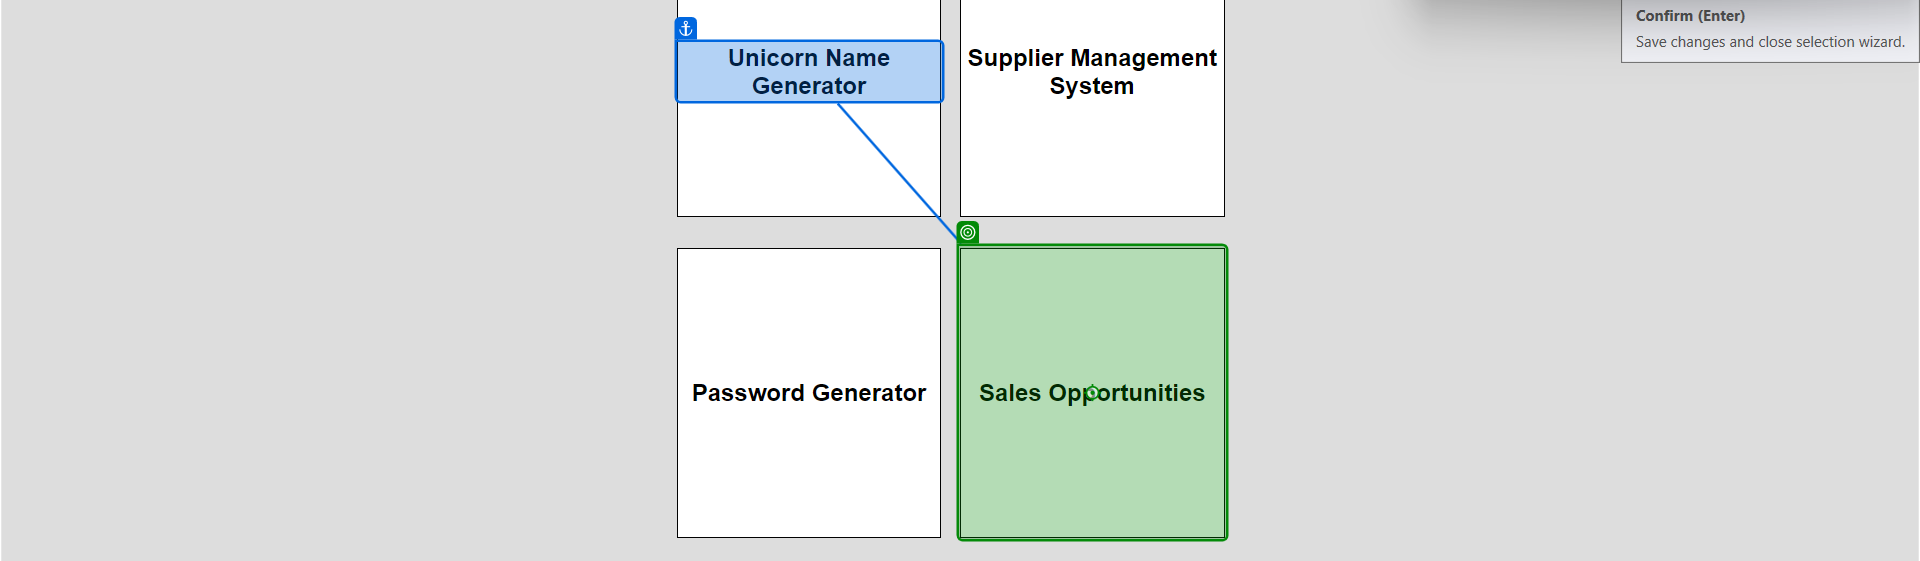 Confirm (Enter)
Save changes and close selection wizard.
Unicorn Name
Generator
Supplier Management
System
Password Generator
Sales Opportunities